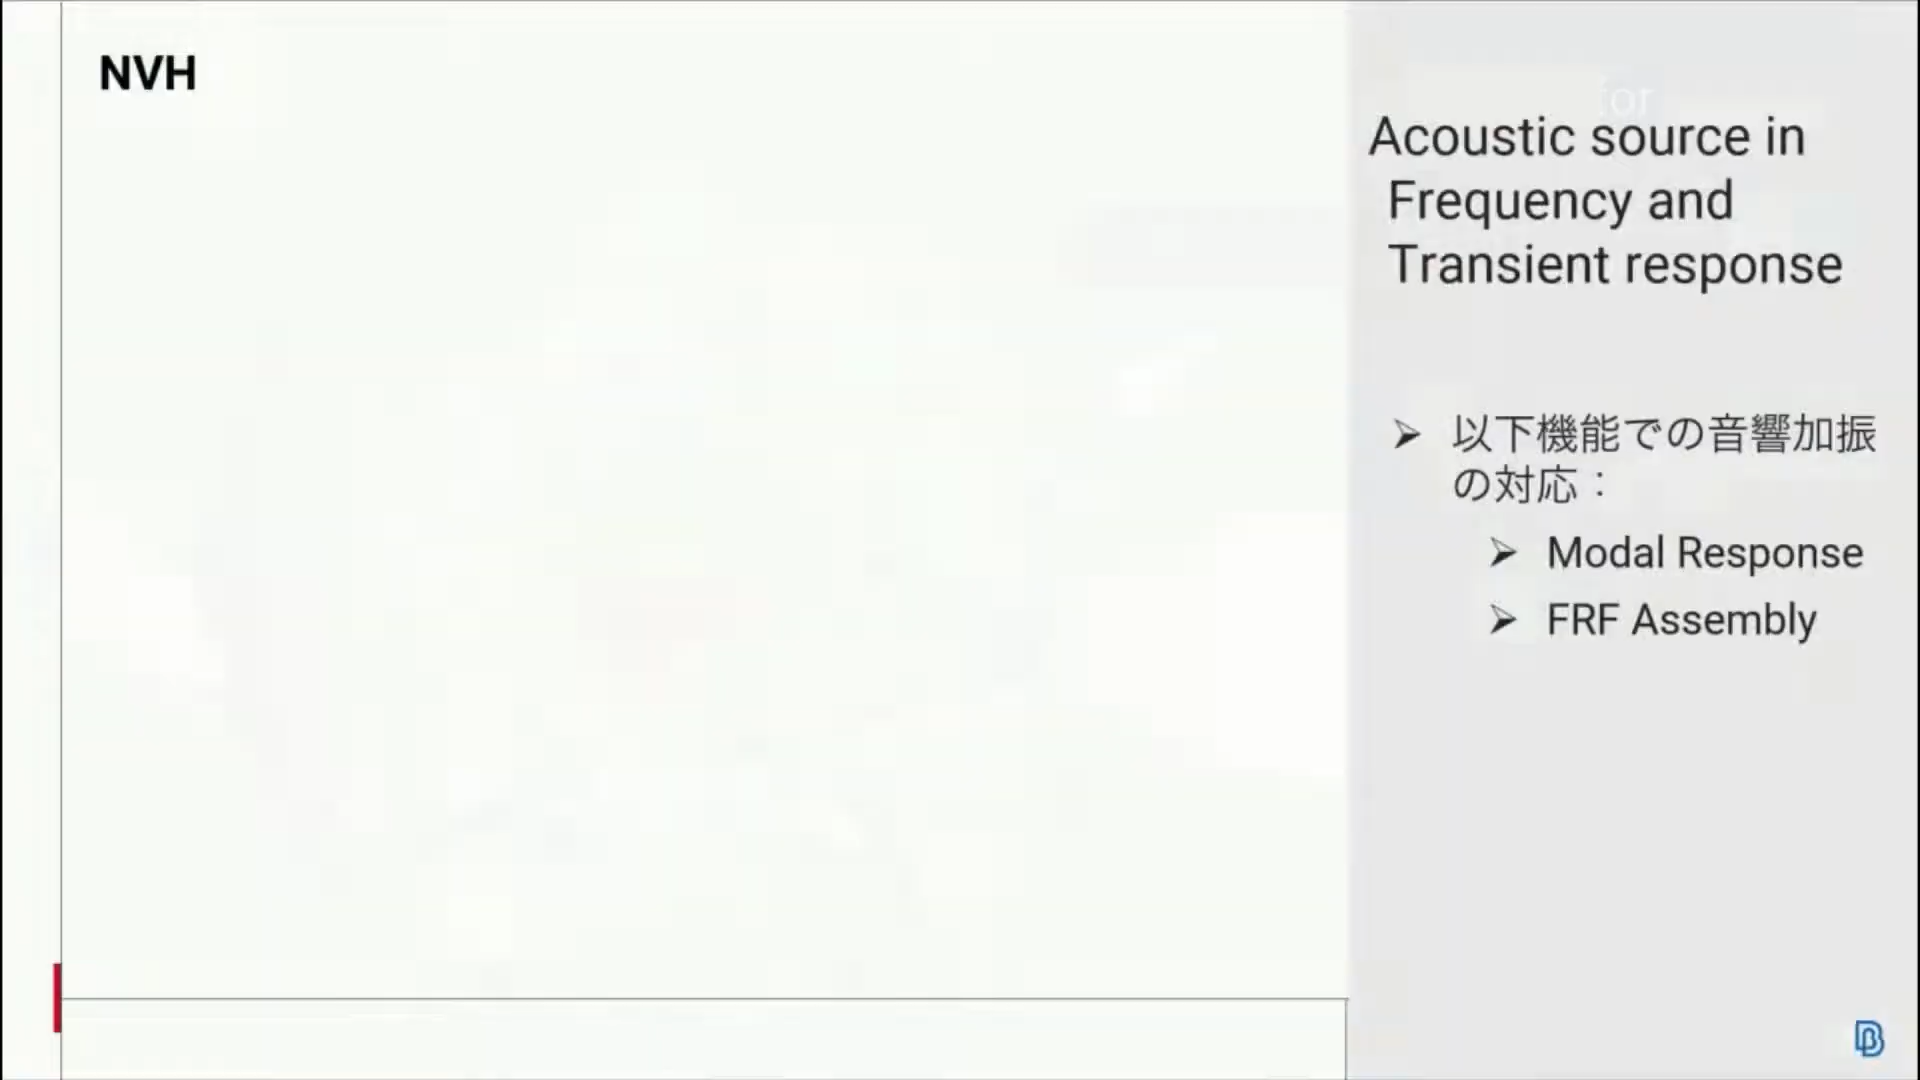 NVH
for
Acoustic source in
Frequency and
Transient response
➢ 以下機能での音響加振
の対応：
➢ Modal Response
➢ FRF Assembly